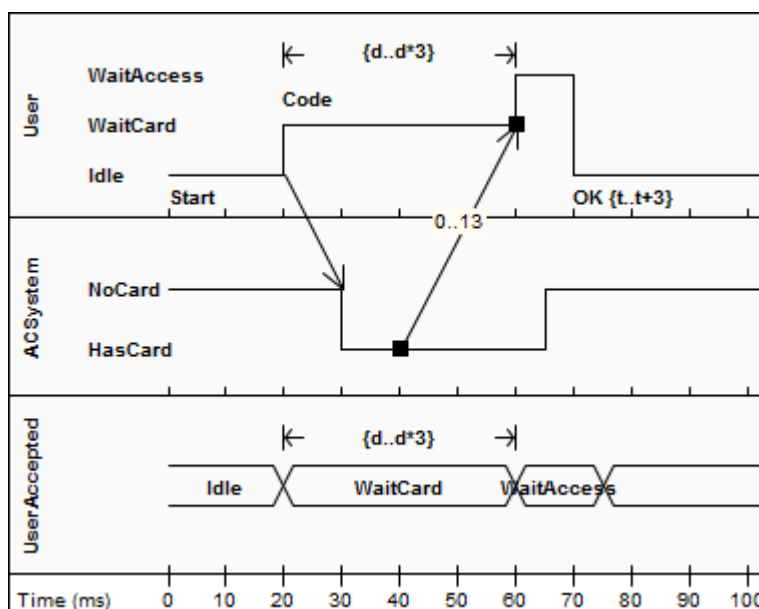 User
{d..d*3}
WaitAccess
Code
WaitCard
Idle
Start
OK {t..t+3}
0..13
ACSystem
NoCard
HasCard
UserAccepted
{d..d*3}
Idle
WaitCard
WaitAccess
Time (ms) 0 10 20 30 40 50 60 70 80 90 100